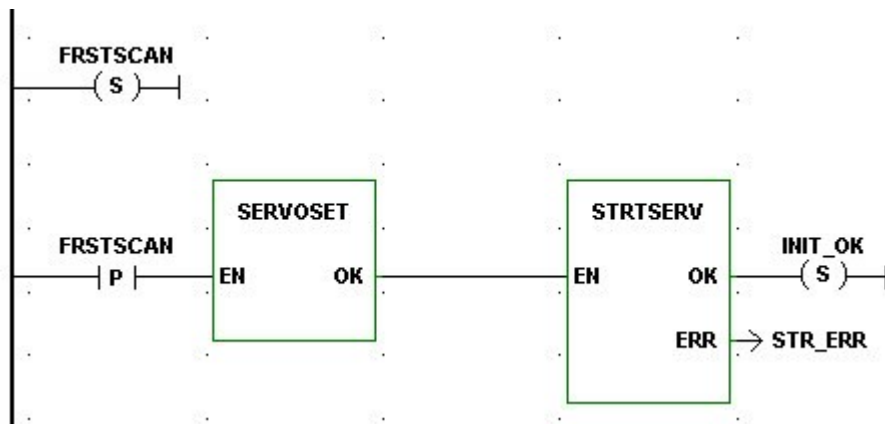 FRSTSCAN
S
SERVOSET
STRTSERV
FRSTSCAN
INIT_OK
P
EN OK
EN OK
S
ERR
STR_ERR